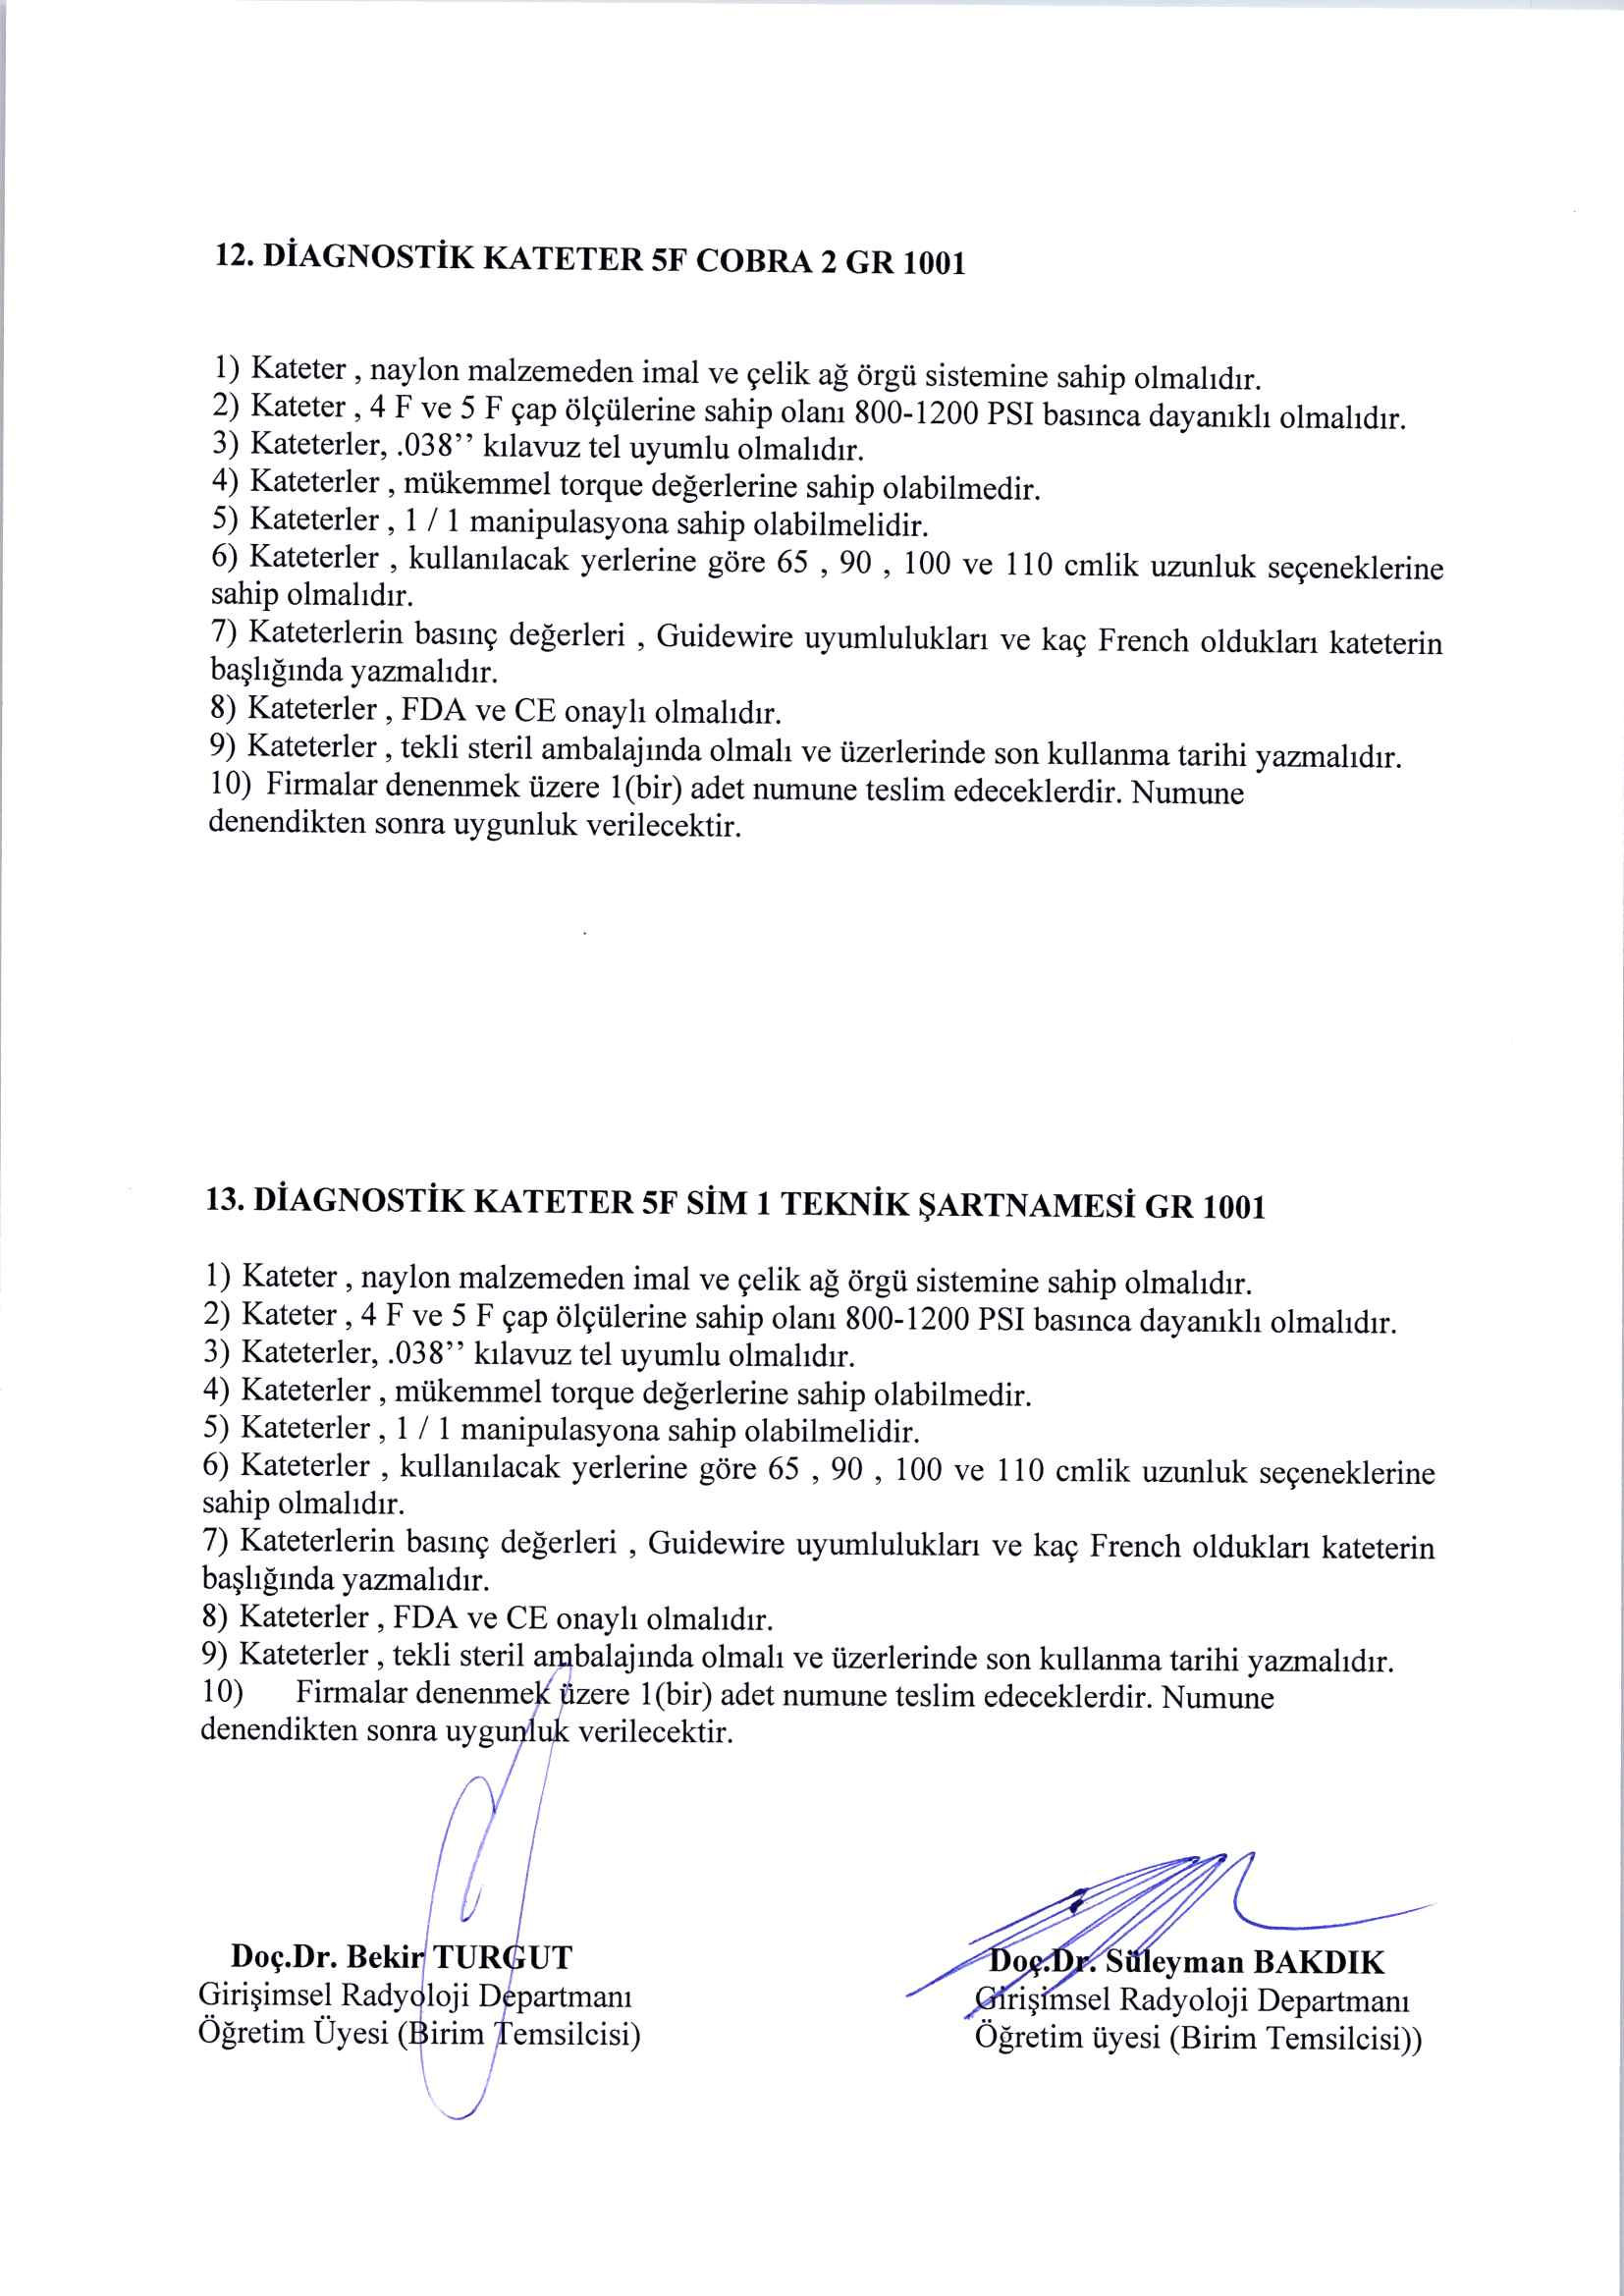 12. DİAGNOSTİK KATETER 5F COBRA 2 GR 1001
1) Kateter , naylon malzemeden imal ve çelik ağ örgü sistemine sahip olmalıdır.
2) Kateter , 4 F ve 5 F çap ölçülerine sahip olanı 800-1200 PSI basınca dayanıklı olmalıdır.
3) Kateterler, .038’’ kılavuz tel uyumlu olmalıdır.
4) Kateterler , mükemmel torque değerlerine sahip olabilmedir.
5) Kateterler , 1 / 1 manipulasyona sahip olabilmelidir.
6) Kateterler , kullanılacak yerlerine göre 65 , 90 , 100 ve 110 cmlik uzunluk seçeneklerine
sahip olmalıdır.
7) Kateterlerin basınç değerleri , Guidewire uyumlulukları ve kaç French oldukları kateterin
başlığında yazmalıdır.
8) Kateterler , FDA ve CE onaylı olmalıdır.
9) Kateterler , tekli steril ambalajında olmalı ve üzerlerinde son kullanma tarihi yazmalıdır.
10) Firmalar denenmek üzere 1(bir) adet numune teslim edeceklerdir. Numune
denendikten sonra uygunluk verilecektir.
13. DİAGNOSTİK KATETER 5F SİM 1 TEKNİK ŞARTNAMESİ GR 1001
1) Kateter , naylon malzemeden imal ve çelik ağ örgü sistemine sahip olmalıdır.
2) Kateter , 4 F ve 5 F çap ölçülerine sahip olanı 800-1200 PSI basınca dayanıklı olmalıdır.
3) Kateterler, .038’’ kılavuz tel uyumlu olmalıdır.
4) Kateterler , mükemmel torque değerlerine sahip olabilmedir.
5) Kateterler , 1 / 1 manipulasyona sahip olabilmelidir.
6) Kateterler , kullanılacak yerlerine göre 65 , 90 , 100 ve 110 cmlik uzunluk seçeneklerine
sahip olmalıdır.
7) Kateterlerin basınç değerleri , Guidewire uyumlulukları ve kaç French oldukları kateterin
başlığında yazmalıdır.
8) Kateterler , FDA ve CE onaylı olmalıdır.
9) Kateterler , tekli steril ambalajında olmalı ve üzerlerinde son kullanma tarihi yazmalıdır.
10) Firmalar denenmek üzere 1(bir) adet numune teslim edeceklerdir. Numune
denendikten sonra uygunluk verilecektir.
Doç.Dr. Bekir TURGUT
Girişimsel Radyoloji Departmanı
Öğretim Üyesi (Birim Temsilcisi)
Doç.Dr. Süleyman BAKDIK
Girişimsel Radyoloji Departmanı
Öğretim üyesi (Birim Temsilcisi))